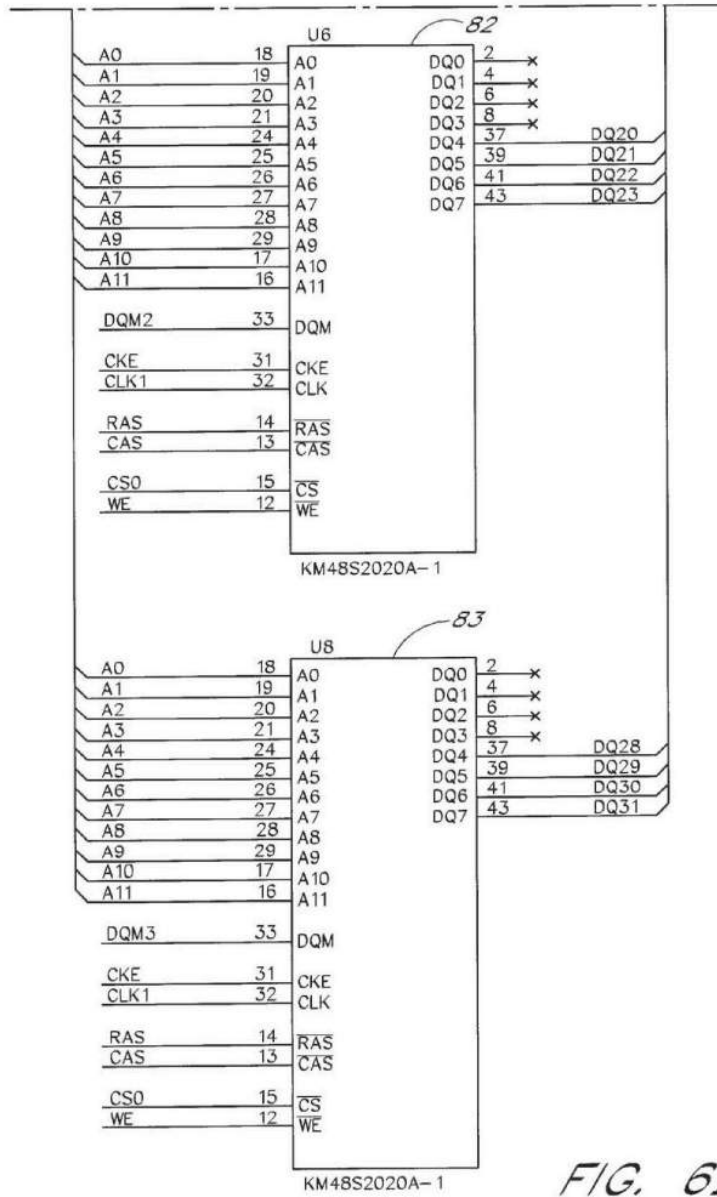 82
U6
A0 18 A0 DQ0 2
A1 19 A1 DQ1 4
A2 20 A2 DQ2 6
A3 21 A3 DQ3 8
A4 24 A4 DQ4 37 DQ20
A5 25 A5 DQ5 39 DQ21
A6 26 A6 DQ6 41 DQ22
A7 27 A7 DQ7 43 DQ23
A8 28 A8
A9 29 A9
A10 17 A10
A11 16 A11
DQM2 33 DQM
CKE 31 CKE
CLK1 32 CLK
RAS 14 RAS
CAS 13 CAS
CS0 15 CS
WE 12 WE
KM48S2020A-1
83
U8
A0 18 A0 DQ0 2
A1 19 A1 DQ1 4
A2 20 A2 DQ2 6
A3 21 A3 DQ3 8
A4 24 A4 DQ4 37 DQ28
A5 25 A5 DQ5 39 DQ29
A6 26 A6 DQ6 41 DQ30
A7 27 A7 DQ7 43 DQ31
A8 28 A8
A9 29 A9
A10 17 A10
A11 16 A11
DQM3 33 DQM
CKE 31 CKE
CLK1 32 CLK
RAS 14 RAS
CAS 13 CAS
CS0 15 CS
WE 12 WE
KM48S2020A-1
FIG.